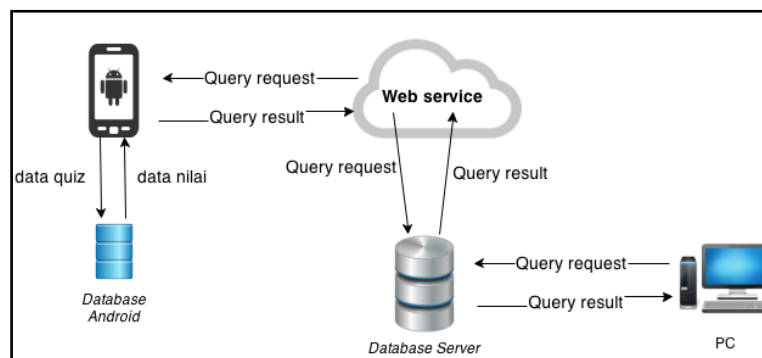 Query request
Web service
Query result
Query request
data quiz
data nilai
Query result
Query request
Database
Android
Query result
Database Server
PC